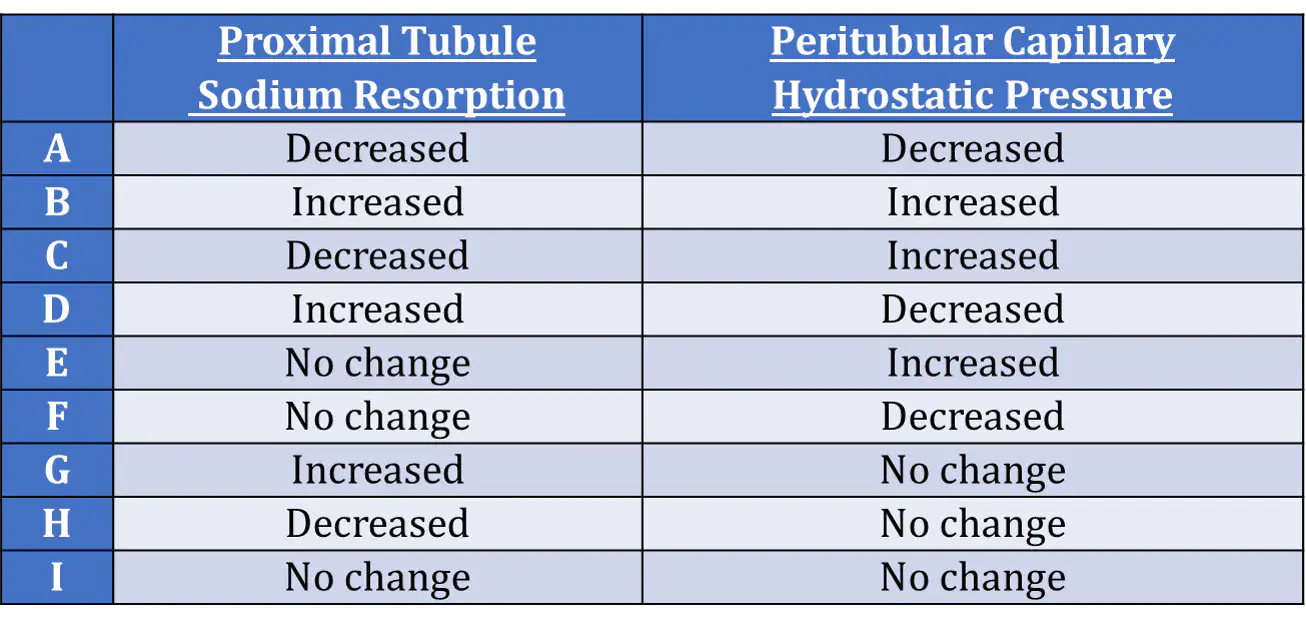 Proximal Tubule
Sodium Resorption
Peritubular Capillary
Hydrostatic Pressure
A Decreased Decreased
B Increased Increased
C Decreased Increased
D Increased Decreased
E No change Increased
F No change Decreased
G Increased No change
H Decreased No change
I No change No change